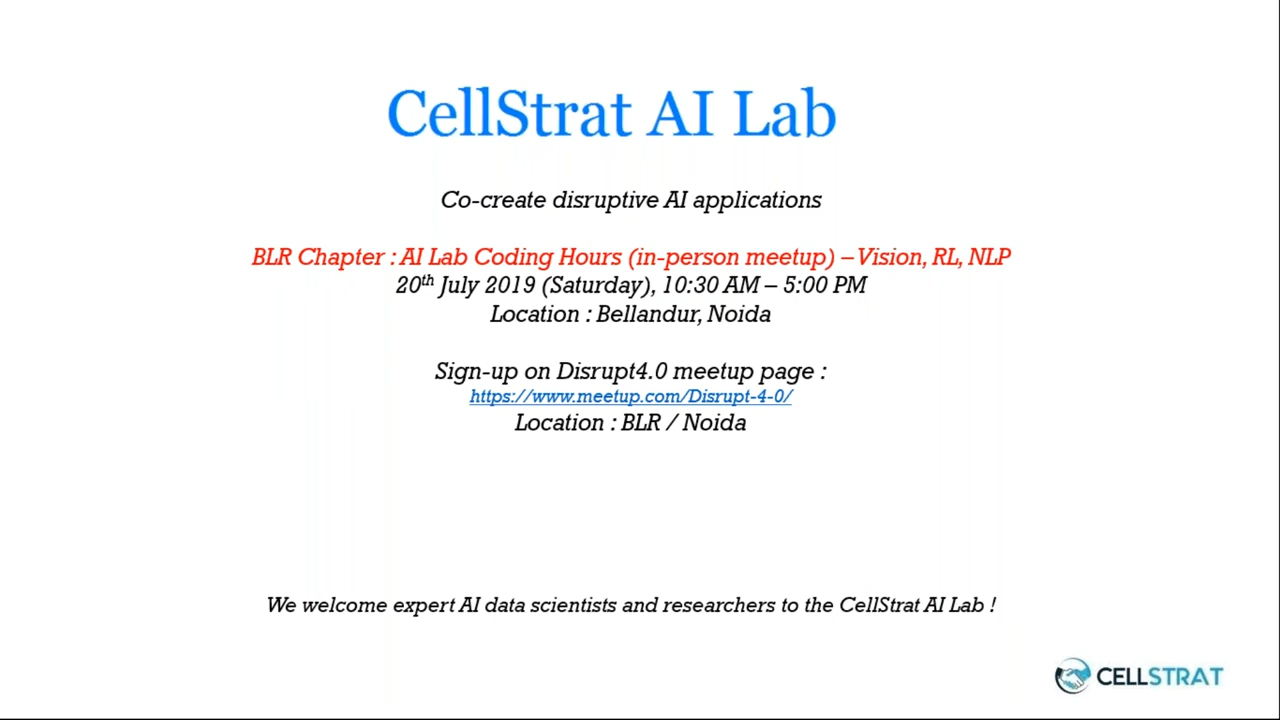 CellStrat AI Lab
Co-create disruptive AI applications
BLR Chapter : AI Lab Coding Hours (in-person meetup) – Vision, RL, NLP
20th July 2019 (Saturday), 10:30 AM – 5:00 PM
Location : Bellandur, Noida
Sign-up on Disrupt4.0 meetup page :
https://www.meetup.com/Disrupt-4-0/
Location : BLR / Noida
We welcome expert AI data scientists and researchers to the CellStrat AI Lab !
CELLSTRAT